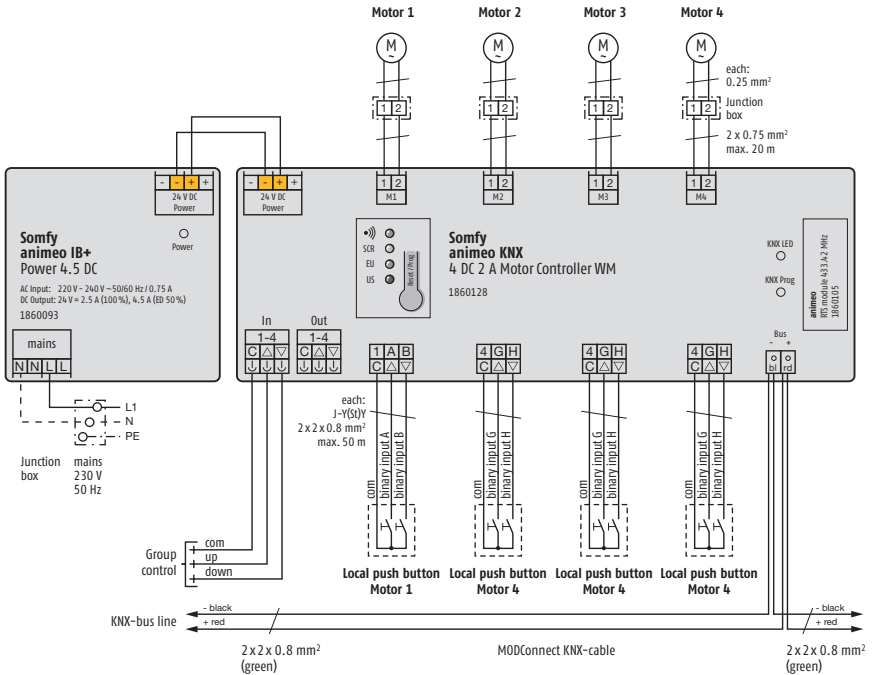 Motor 1
Motor 2
Motor 3
Motor 4
M
~
M
~
M
~
M
~
each:
0.25 mm²
1 2
1 2
1 2
1 2
Junction
box
2 x 0.75 mm²
max. 20 m
- - + +
24 V DC
Power
- - + +
24 V DC
Power
1 2
M1
1 2
M2
1 2
M3
1 2
M4
Power
Somfy
animeo IB+
Power 4.5 DC
AC Input: 220 V – 240 V ~ 50/60 Hz / 0.75 A
DC Output: 24 V = 2.5 A (100 %), 4.5 A (ED 50 %)
1860093
mains
N N L L
SCR
EU
US
Reset / Prog
Somfy
animeo KNX
4 DC 2 A Motor Controller WM
1860128
KNX LED
KNX Prog
animeo
RTS module 433.42 MHz
1860105
In
1-4
C △ ▽
Out
1-4
C △ ▽
1 A B
C △ ▽
4 G H
C △ ▽
4 G H
C △ ▽
4 G H
C △ ▽
Bus
- +
bl rd
L1
N
PE
Junction
box
mains
230 V
50 Hz
each:
J-Y(St)Y
2 x 2 x 0.8 mm²
max. 50 m
com
binary input A
binary input B
com
binary input G
binary input H
com
binary input G
binary input H
com
binary input G
binary input H
Group
control
com
up
down
Local push button
Motor 1
Local push button
Motor 4
Local push button
Motor 4
Local push button
Motor 4
KNX-bus line
- black
+ red
- black
+ red
2 x 2 x 0.8 mm²
(green)
MODConnect KNX-cable
2 x 2 x 0.8 mm²
(green)